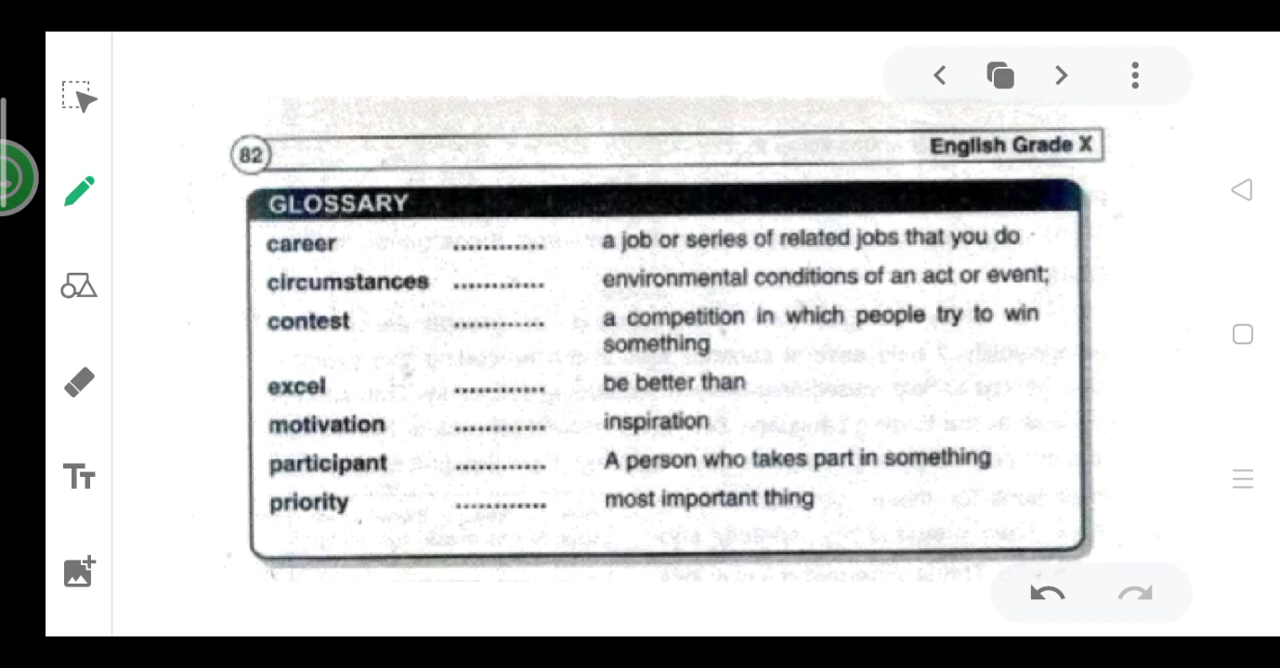 82
English Grade X
GLOSSARY
career ............ a job or series of related jobs that you do
circumstances ............ environmental conditions of an act or event;
contest ............ a competition in which people try to win
something
excel ............ be better than
motivation ............ inspiration
participant ............ A person who takes part in something
priority ............ most important thing
Tт